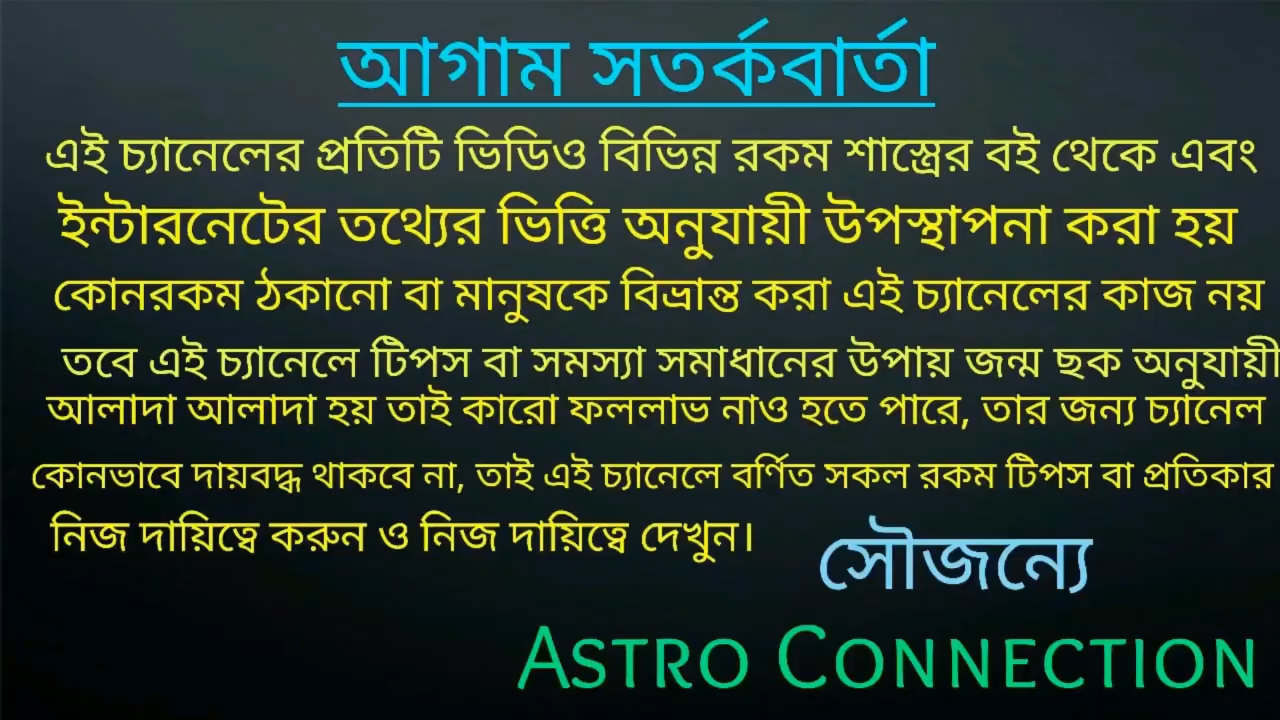 আগাম সতর্কবার্তা
এই চ্যানেলের প্রতিটি ভিডিও বিভিন্ন রকম শাস্ত্রের বই থেকে এবং
ইন্টারনেটের তথ্যের ভিত্তি অনুযায়ী উপস্থাপনা করা হয়
কোনরকম ঠকানো বা মানুষকে বিভ্রান্ত করা এই চ্যানেলের কাজ নয়
তবে এই চ্যানেলে টিপস বা সমস্যা সমাধানের উপায় জন্ম ছক অনুযায়ী
আলাদা আলাদা হয় তাই কারো ফললাভ নাও হতে পারে, তার জন্য চ্যানেল
কোনভাবে দায়বদ্ধ থাকবে না, তাই এই চ্যানেলে বর্ণিত সকল রকম টিপস বা প্রতিকার
নিজ দায়িত্বে করুন ও নিজ দায়িত্বে দেখুন।
সৌজন্যে
ASTRO CONNECTION